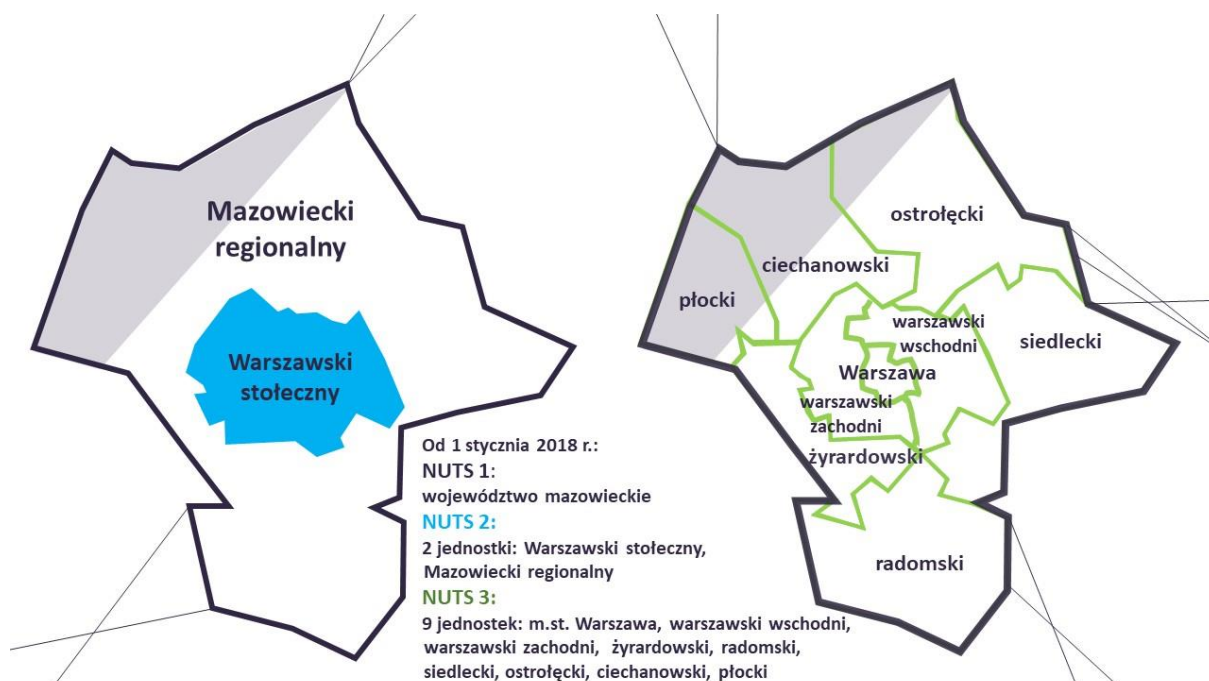 Mazowiecki
regionalny
Warszawski
stołeczny
ostrołęcki
ciechanowski
płocki
warszawski
wschodni
siedlecki
Warszawa
warszawski
zachodni
żyrardowski
radomski
Od 1 stycznia 2018 r.:
NUTS 1:
województwo mazowieckie
NUTS 2:
2 jednostki: Warszawski stołeczny,
Mazowiecki regionalny
NUTS 3:
9 jednostek: m.st. Warszawa, warszawski wschodni,
warszawski zachodni, żyrardowski, radomski,
siedlecki, ostrołęcki, ciechanowski, płocki